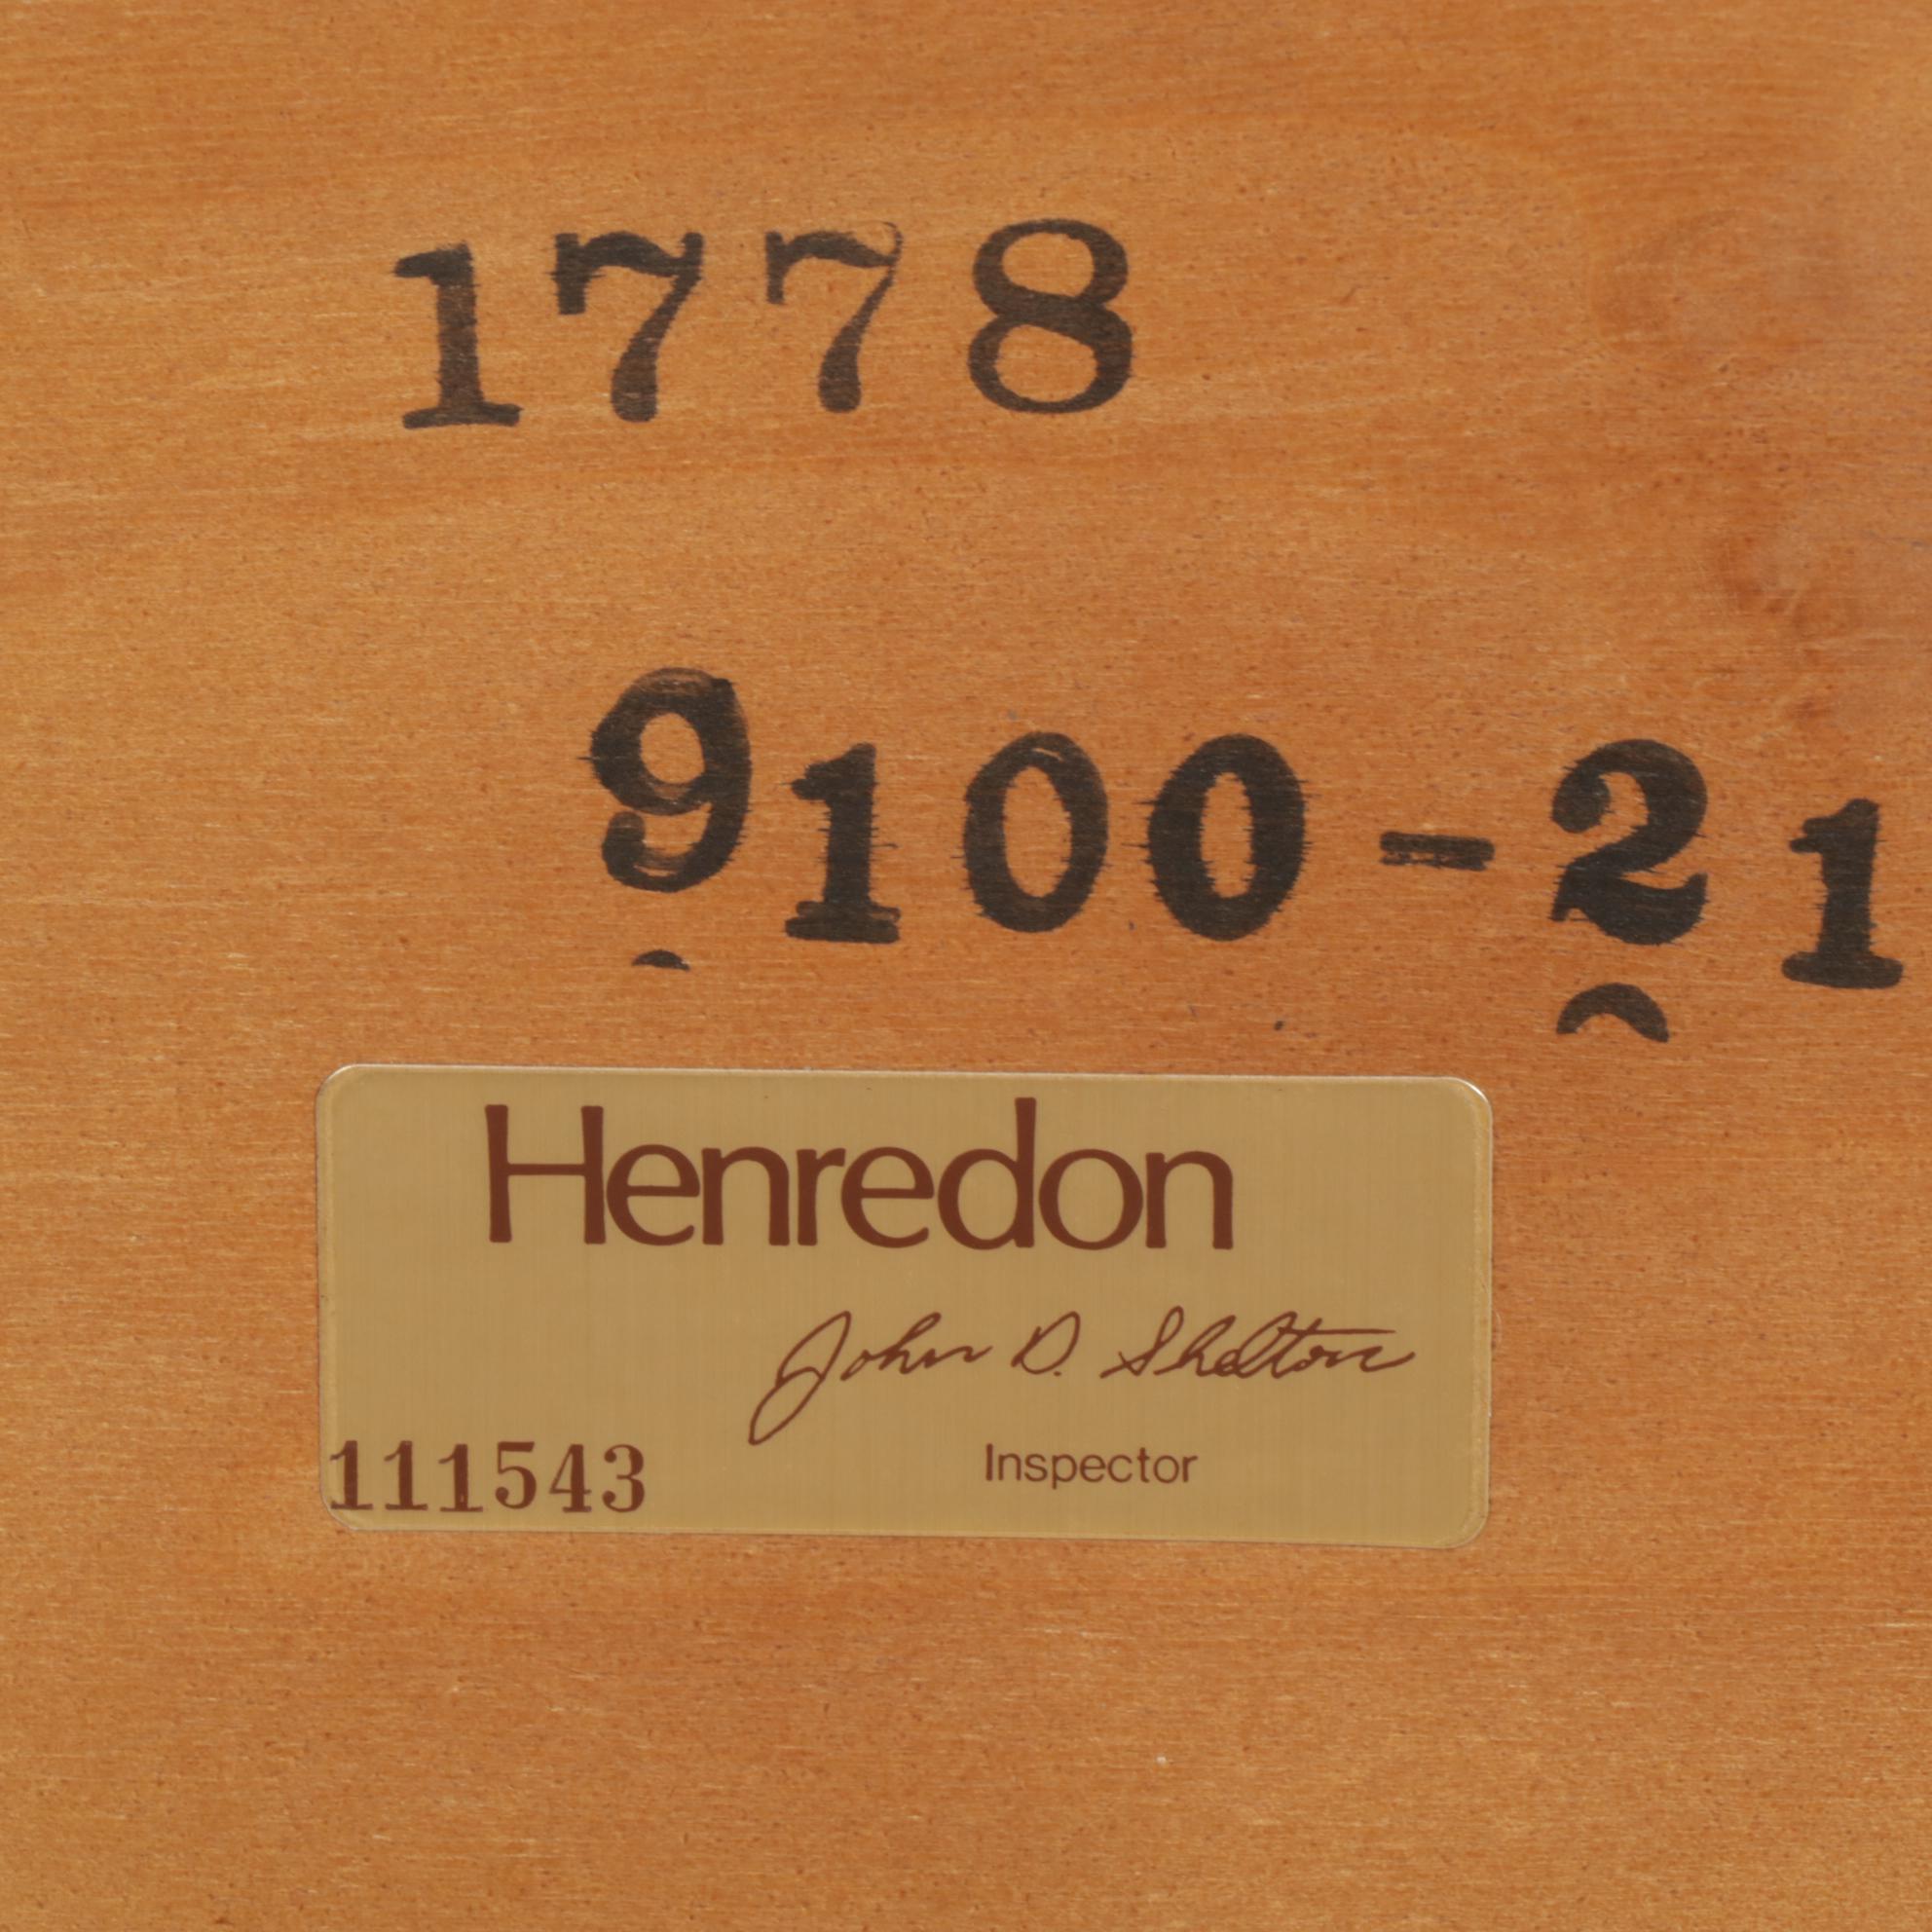 1778
9100-21
Henredon
John D. Shelton
Inspector
111543